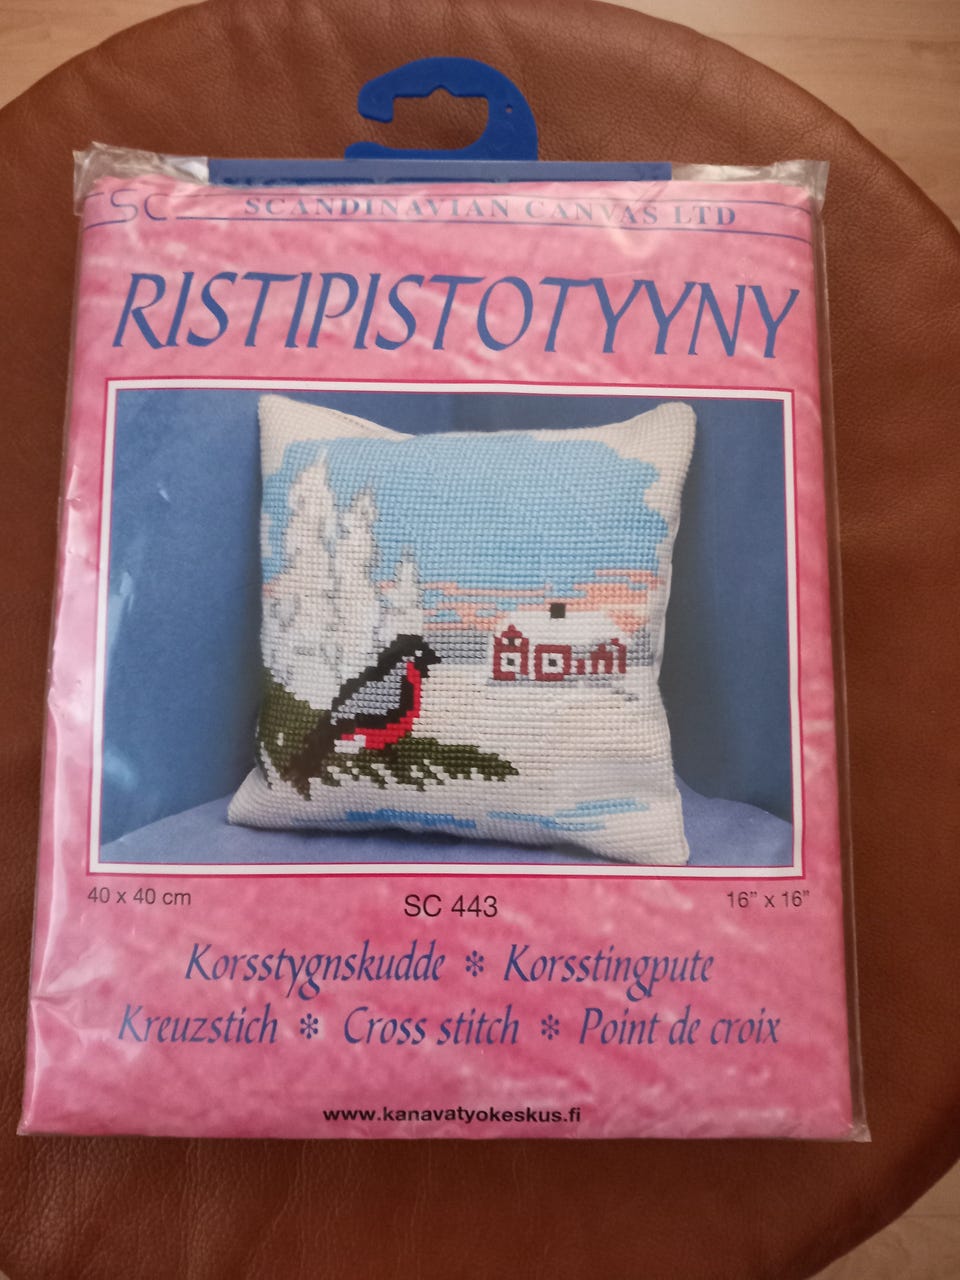 SC SCANDINAVIAN CANVAS LTD
RISTIPISTOTYYNY
40 x 40 cm SC 443 16” x 16”
Korsstygnskudde * Korsstingpute
Kreuzstich * Cross stitch * Point de croix
www.kanavatyokeskus.fi